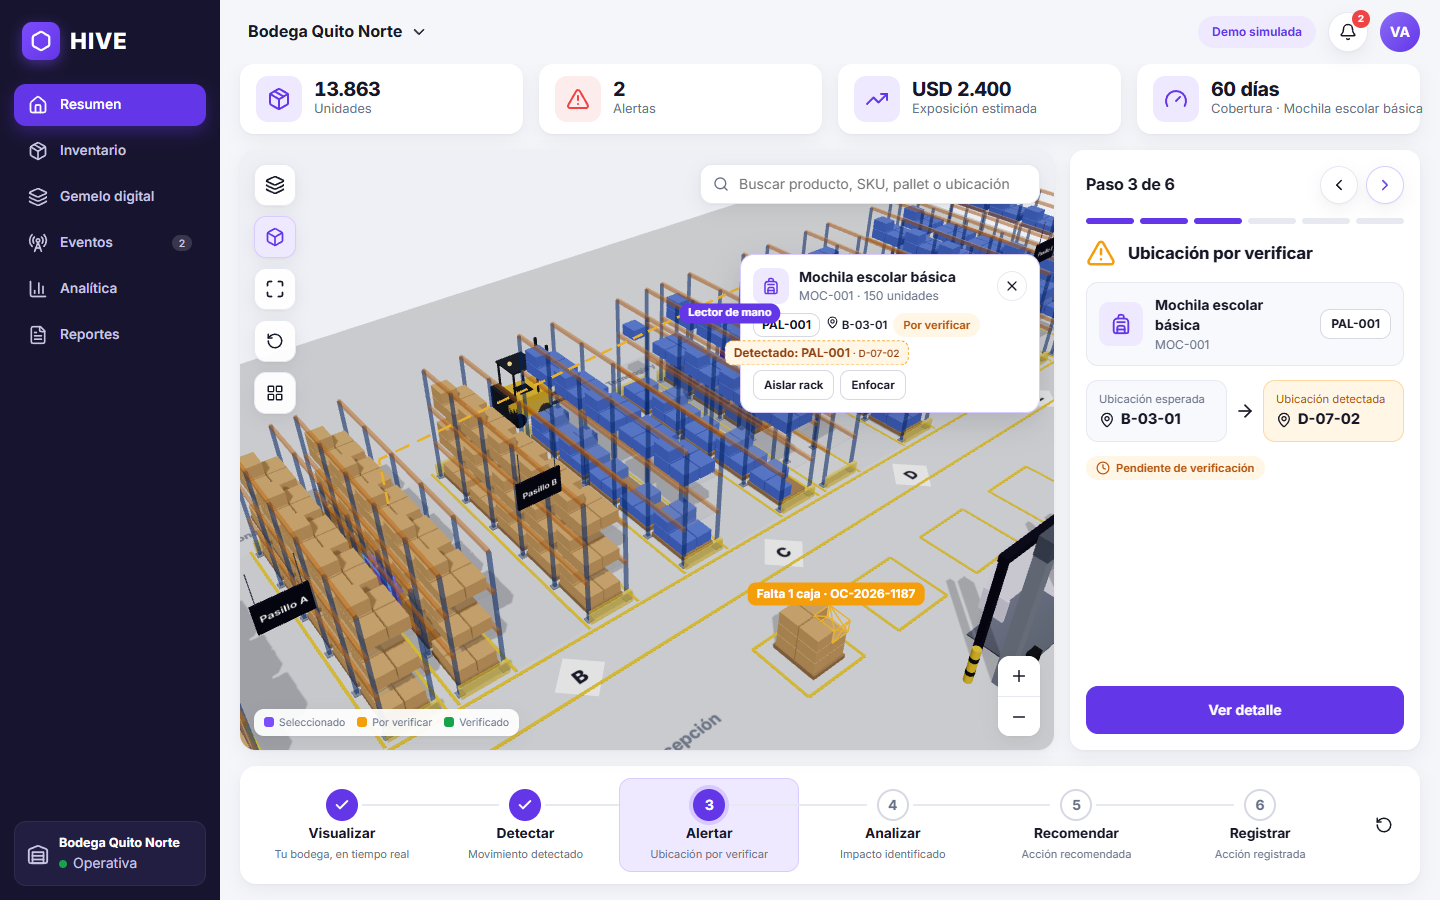 HIVE
Resumen
Inventario
Gemelo digital
Eventos
2
Analítica
Reportes
Bodega Quito Norte
Operativa
Bodega Quito Norte
Demo simulada
2
VA
13.863
Unidades
2
Alertas
USD 2.400
Exposición estimada
60 días
Cobertura · Mochila escolar básica
Buscar producto, SKU, pallet o ubicación
Mochila escolar básica
MOC-001 · 150 unidades
Lector de mano
PAL-001
B-03-01
Por verificar
Detectado: PAL-001 · D-07-02
Aislar rack
Enfocar
Pasillo B
Pasillo A
D
C
B
Falta 1 caja · OC-2026-1187
Seleccionado
Por verificar
Verificado
+
−
Paso 3 de 6
Ubicación por verificar
Mochila escolar
básica
MOC-001
PAL-001
Ubicación esperada
B-03-01
Ubicación detectada
D-07-02
Pendiente de verificación
Ver detalle
Visualizar
Tu bodega, en tiempo real
Detectar
Movimiento detectado
3
Alertar
Ubicación por verificar
4
Analizar
Impacto identificado
5
Recomendar
Acción recomendada
6
Registrar
Acción registrada